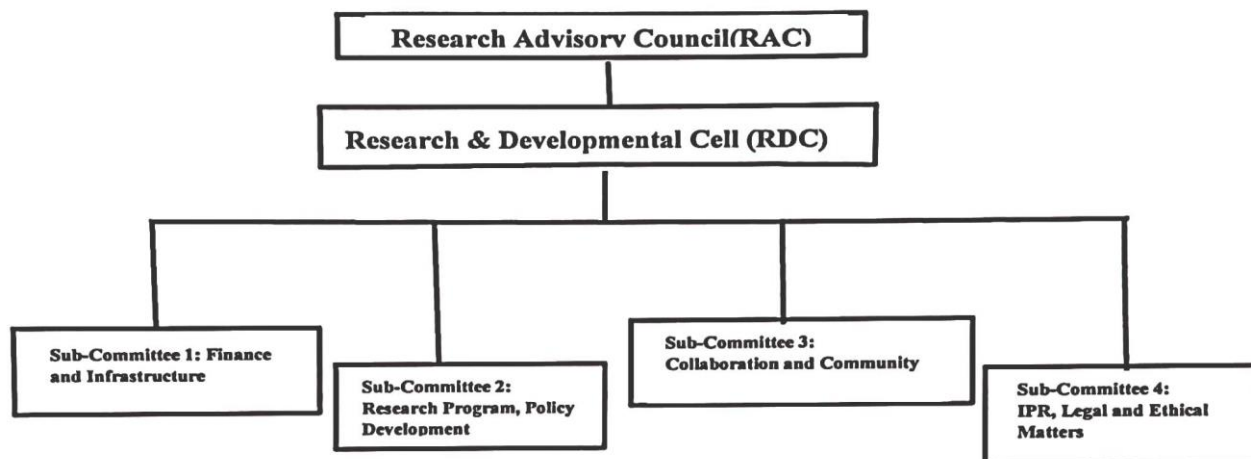 Research Advisory Council(RAC)
Research & Developmental Cell (RDC)
Sub-Committee 1: Finance
and Infrastructure
Sub-Committee 2:
Research Program, Policy
Development
Sub-Committee 3:
Collaboration and Community
Sub-Committee 4:
IPR, Legal and Ethical
Matters